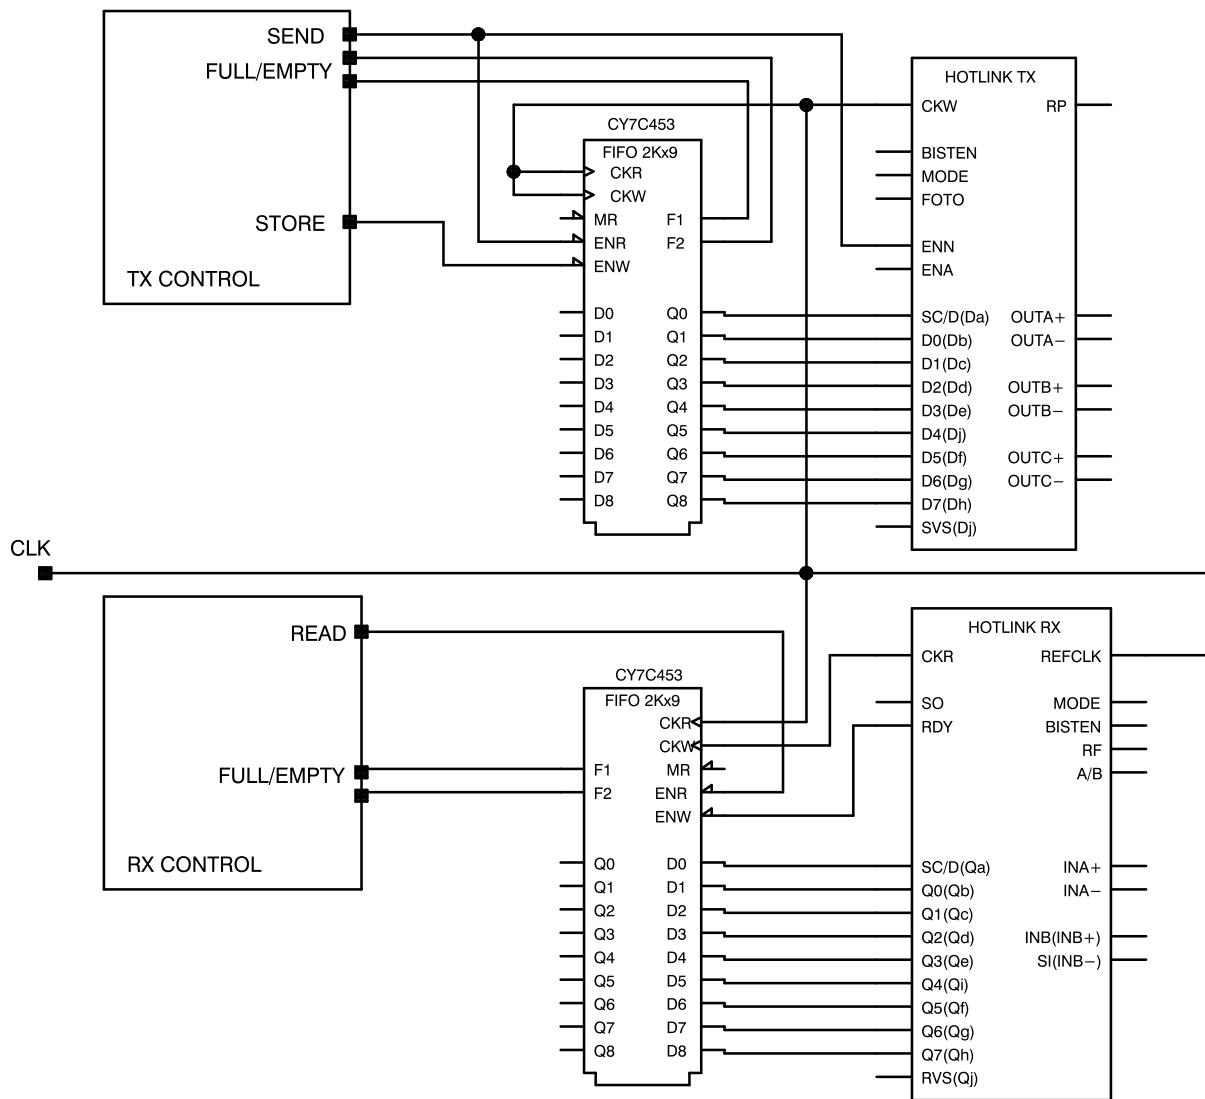 SEND
FULL/EMPTY
STORE
TX CONTROL
CY7C453
FIFO 2Kx9
CKR
CKW
MR F1
ENR F2
ENW
D0 Q0
D1 Q1
D2 Q2
D3 Q3
D4 Q4
D5 Q5
D6 Q6
D7 Q7
D8 Q8
HOTLINK TX
CKW RP
BISTEN
MODE
FOTO
ENN
ENA
SC/D(Da) OUTA+
D0(Db) OUTA−
D1(Dc)
D2(Dd) OUTB+
D3(De) OUTB−
D4(Dj)
D5(Df) OUTC+
D6(Dg) OUTC−
D7(Dh)
SVS(Dj)
CLK
READ
FULL/EMPTY
RX CONTROL
CY7C453
FIFO 2Kx9
CKR
CKW
F1 MR
F2 ENR
ENW
Q0 D0
Q1 D1
Q2 D2
Q3 D3
Q4 D4
Q5 D5
Q6 D6
Q7 D7
Q8 D8
HOTLINK RX
CKR REFCLK
SO MODE
RDY BISTEN
RF
A/B
SC/D(Qa) INA+
Q0(Qb) INA−
Q1(Qc)
Q2(Qd) INB(INB+)
Q3(Qe) SI(INB−)
Q4(Qi)
Q5(Qf)
Q6(Qg)
Q7(Qh)
RVS(Qj)